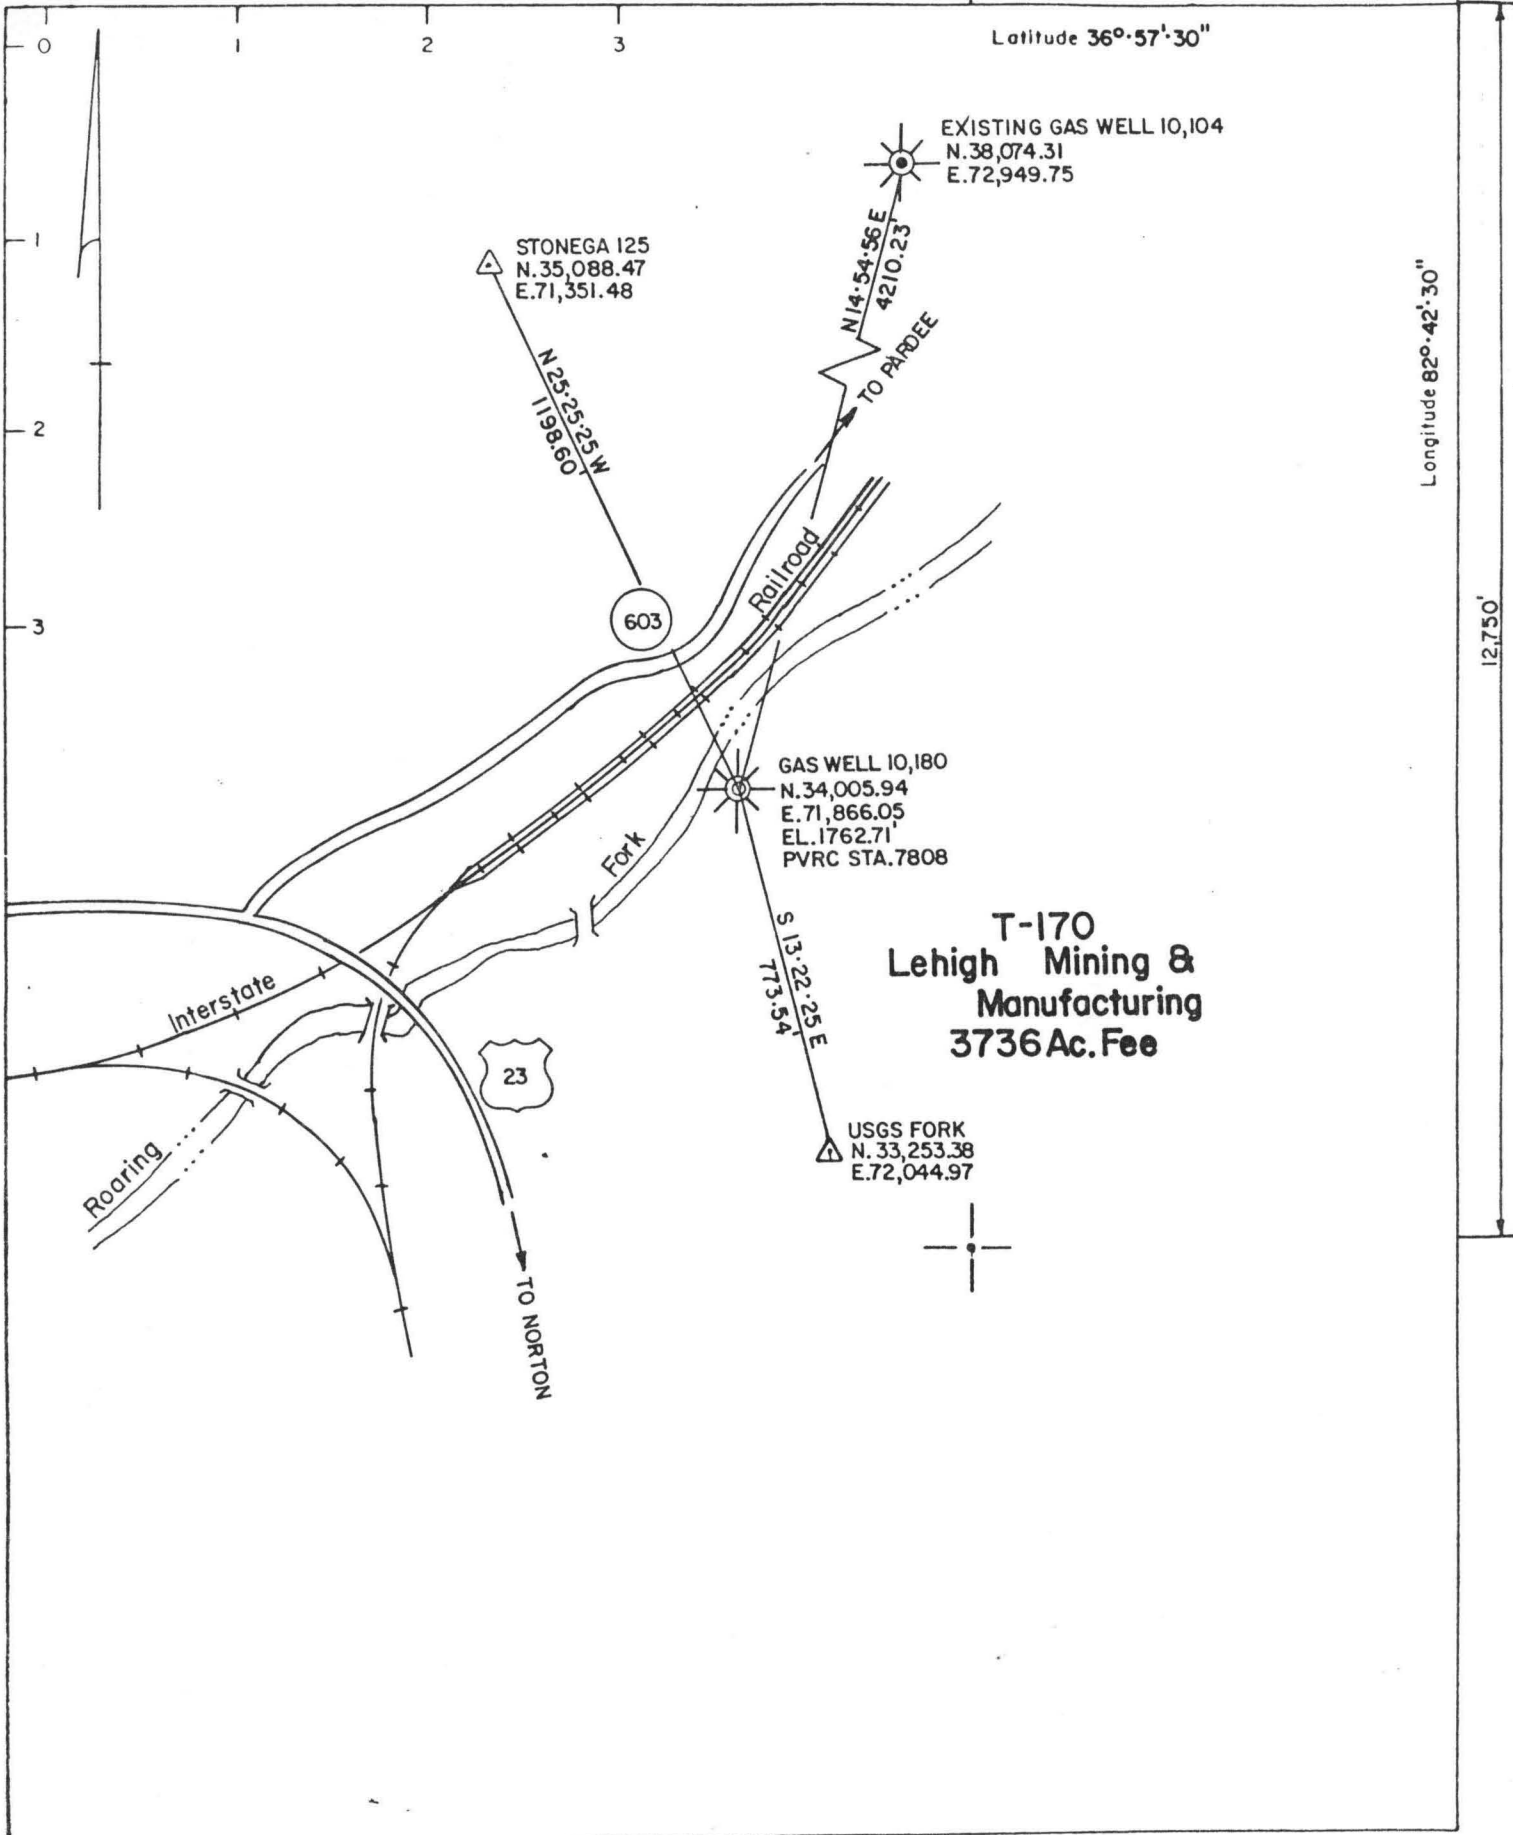 0 1 2 3
Latitude 36°·57'·30"
EXISTING GAS WELL 10,104
N.38,074.31
E.72,949.75
1
STONEGA 125
N.35,088.47
E.71,351.48
N14·54·56 E
4210.23'
Longitude 82°·42'·30"
N 25·25·25 W
1198.60'
TO PARDEE
2
Railroad
603
3
12,750'
GAS WELL 10,180
N.34,005.94
E.71,866.05
EL.1762.71'
PVRC STA.7808
Fork
S 13·22·25 E
773.54'
T-170
Lehigh Mining &
Manufacturing
3736 Ac. Fee
Interstate
23
USGS FORK
N. 33,253.38
E.72,044.97
Roaring
TO NORTON